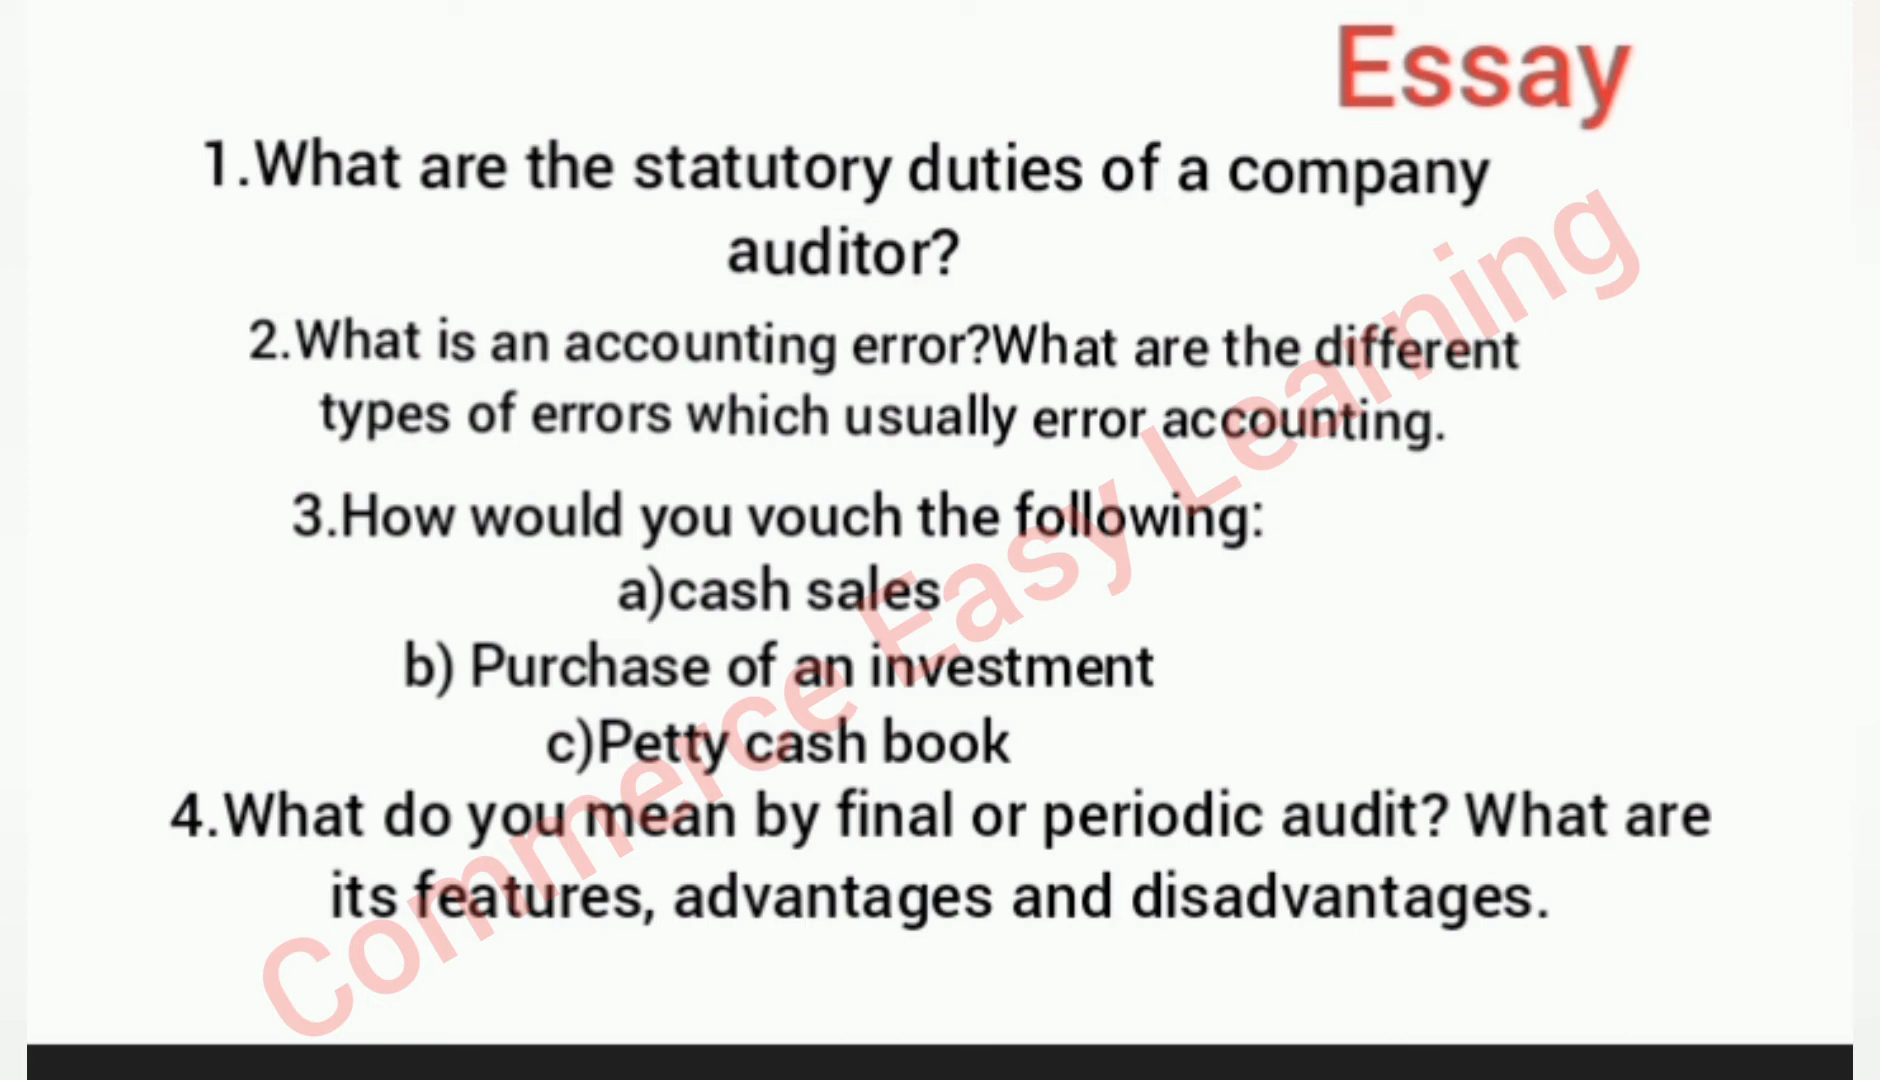 Essay
1.What are the statutory duties of a company
auditor?
2.What is an accounting error?What are the different
types of errors which usually error accounting.
3.How would you vouch the following:
a)cash sales
b) Purchase of an investment
c)Petty cash book
4.What do you mean by final or periodic audit? What are
its features, advantages and disadvantages.
Commerce Easy Learning